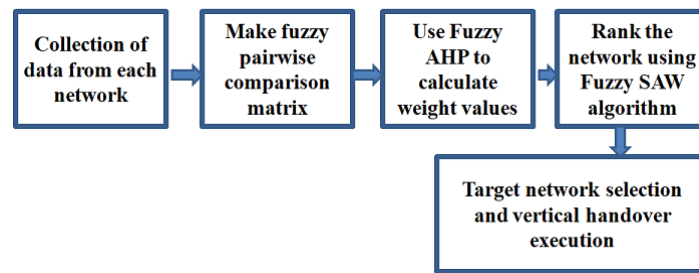 Collection of
data from each
network
Make fuzzy
pairwise
comparison
matrix
Use Fuzzy
AHP to
calculate
weight values
Rank the
network using
Fuzzy SAW
algorithm
Target network selection
and vertical handover
execution